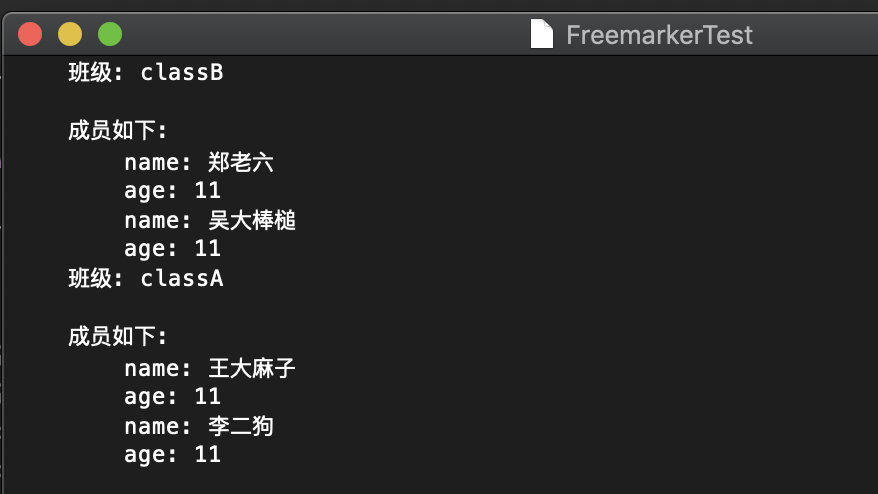 FreemarkerTest
班级: classB
成员如下:
name: 郑老六
age: 11
name: 吴大棒槌
age: 11
班级: classA
成员如下:
name: 王大麻子
age: 11
name: 李二狗
age: 11